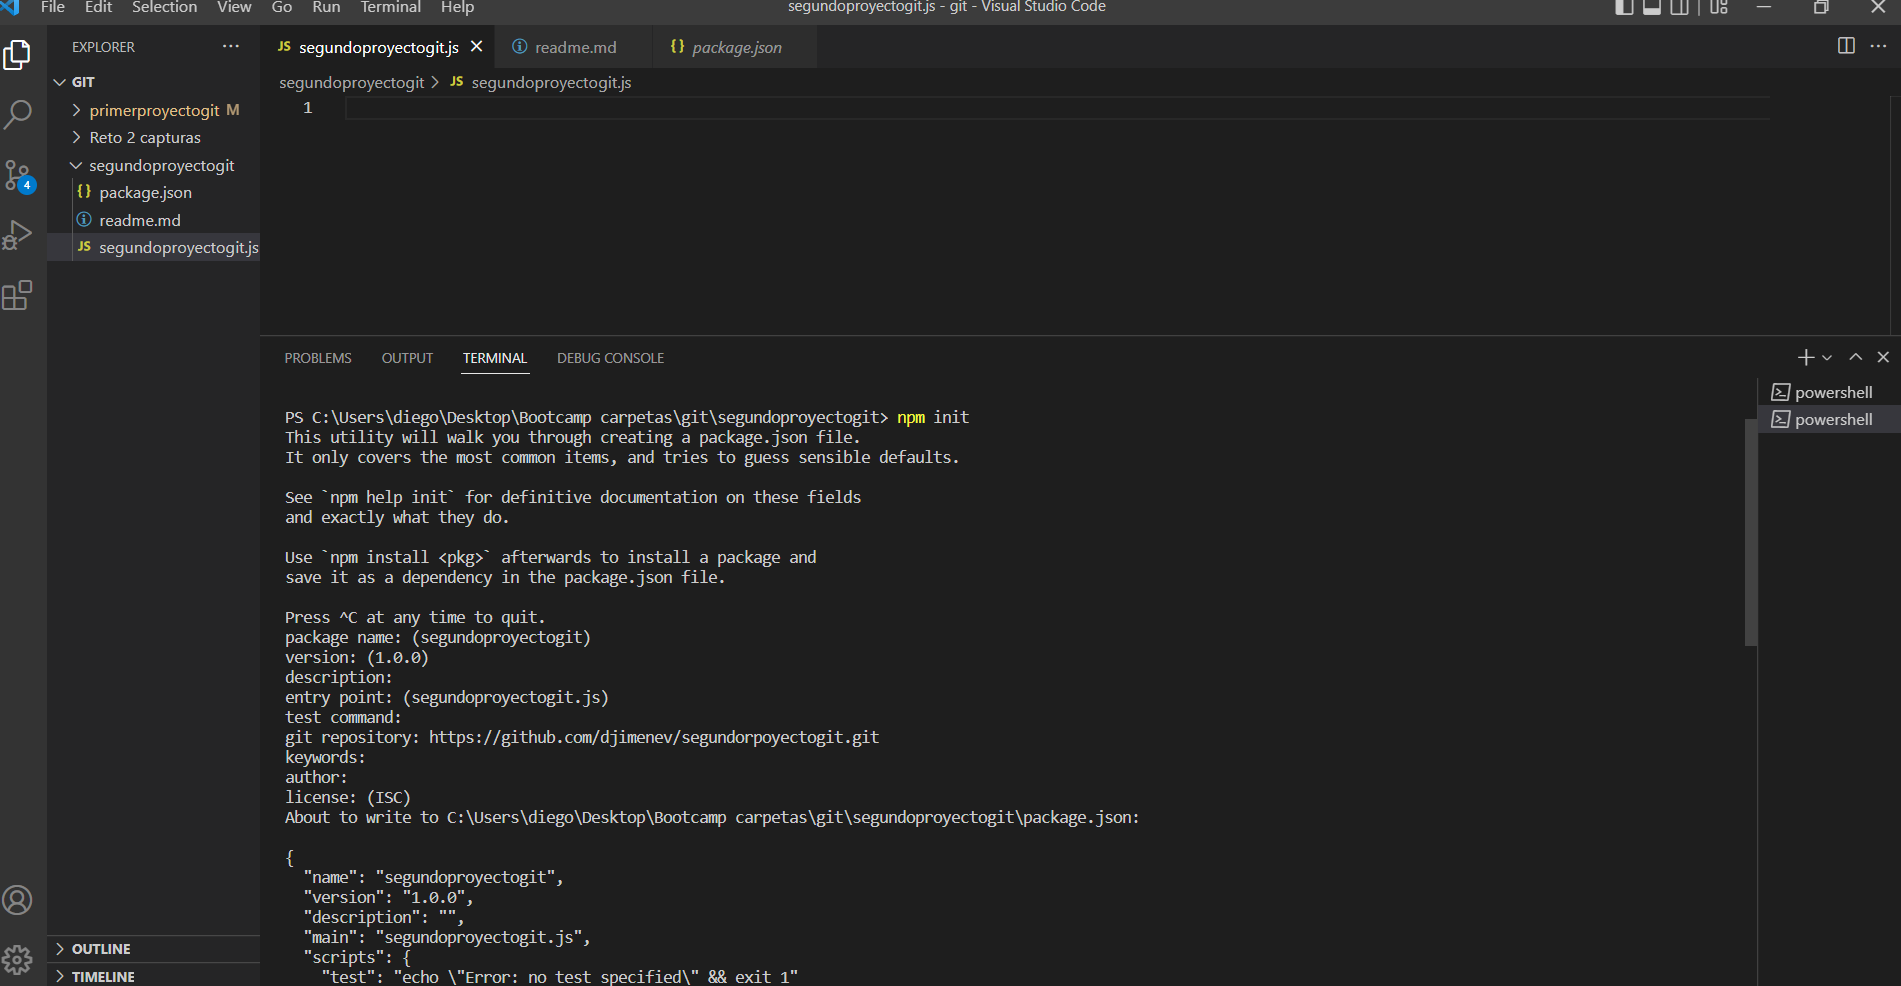 File Edit Selection View Go Run Terminal Help
segundoproyectogit.js - git - Visual Studio Code
EXPLORER
GIT
primerproyectogit M
Reto 2 capturas
segundoproyectogit
package.json
readme.md
JS segundoproyectogit.js
4
OUTLINE
TIMELINE
JS segundoproyectogit.js
readme.md
{} package.json
segundoproyectogit > JS segundoproyectogit.js
1
PROBLEMS OUTPUT TERMINAL DEBUG CONSOLE
powershell
powershell
PS C:\Users\diego\Desktop\Bootcamp carpetas\git\segundoproyectogit> npm init
This utility will walk you through creating a package.json file.
It only covers the most common items, and tries to guess sensible defaults.
See `npm help init` for definitive documentation on these fields
and exactly what they do.
Use `npm install <pkg>` afterwards to install a package and
save it as a dependency in the package.json file.
Press ^C at any time to quit.
package name: (segundoproyectogit)
version: (1.0.0)
description:
entry point: (segundoproyectogit.js)
test command:
git repository: https://github.com/djimenev/segundorpoyectogit.git
keywords:
author:
license: (ISC)
About to write to C:\Users\diego\Desktop\Bootcamp carpetas\git\segundoproyectogit\package.json:
{
"name": "segundoproyectogit",
"version": "1.0.0",
"description": "",
"main": "segundoproyectogit.js",
"scripts": {
"test": "echo \"Error: no test specified\" && exit 1"